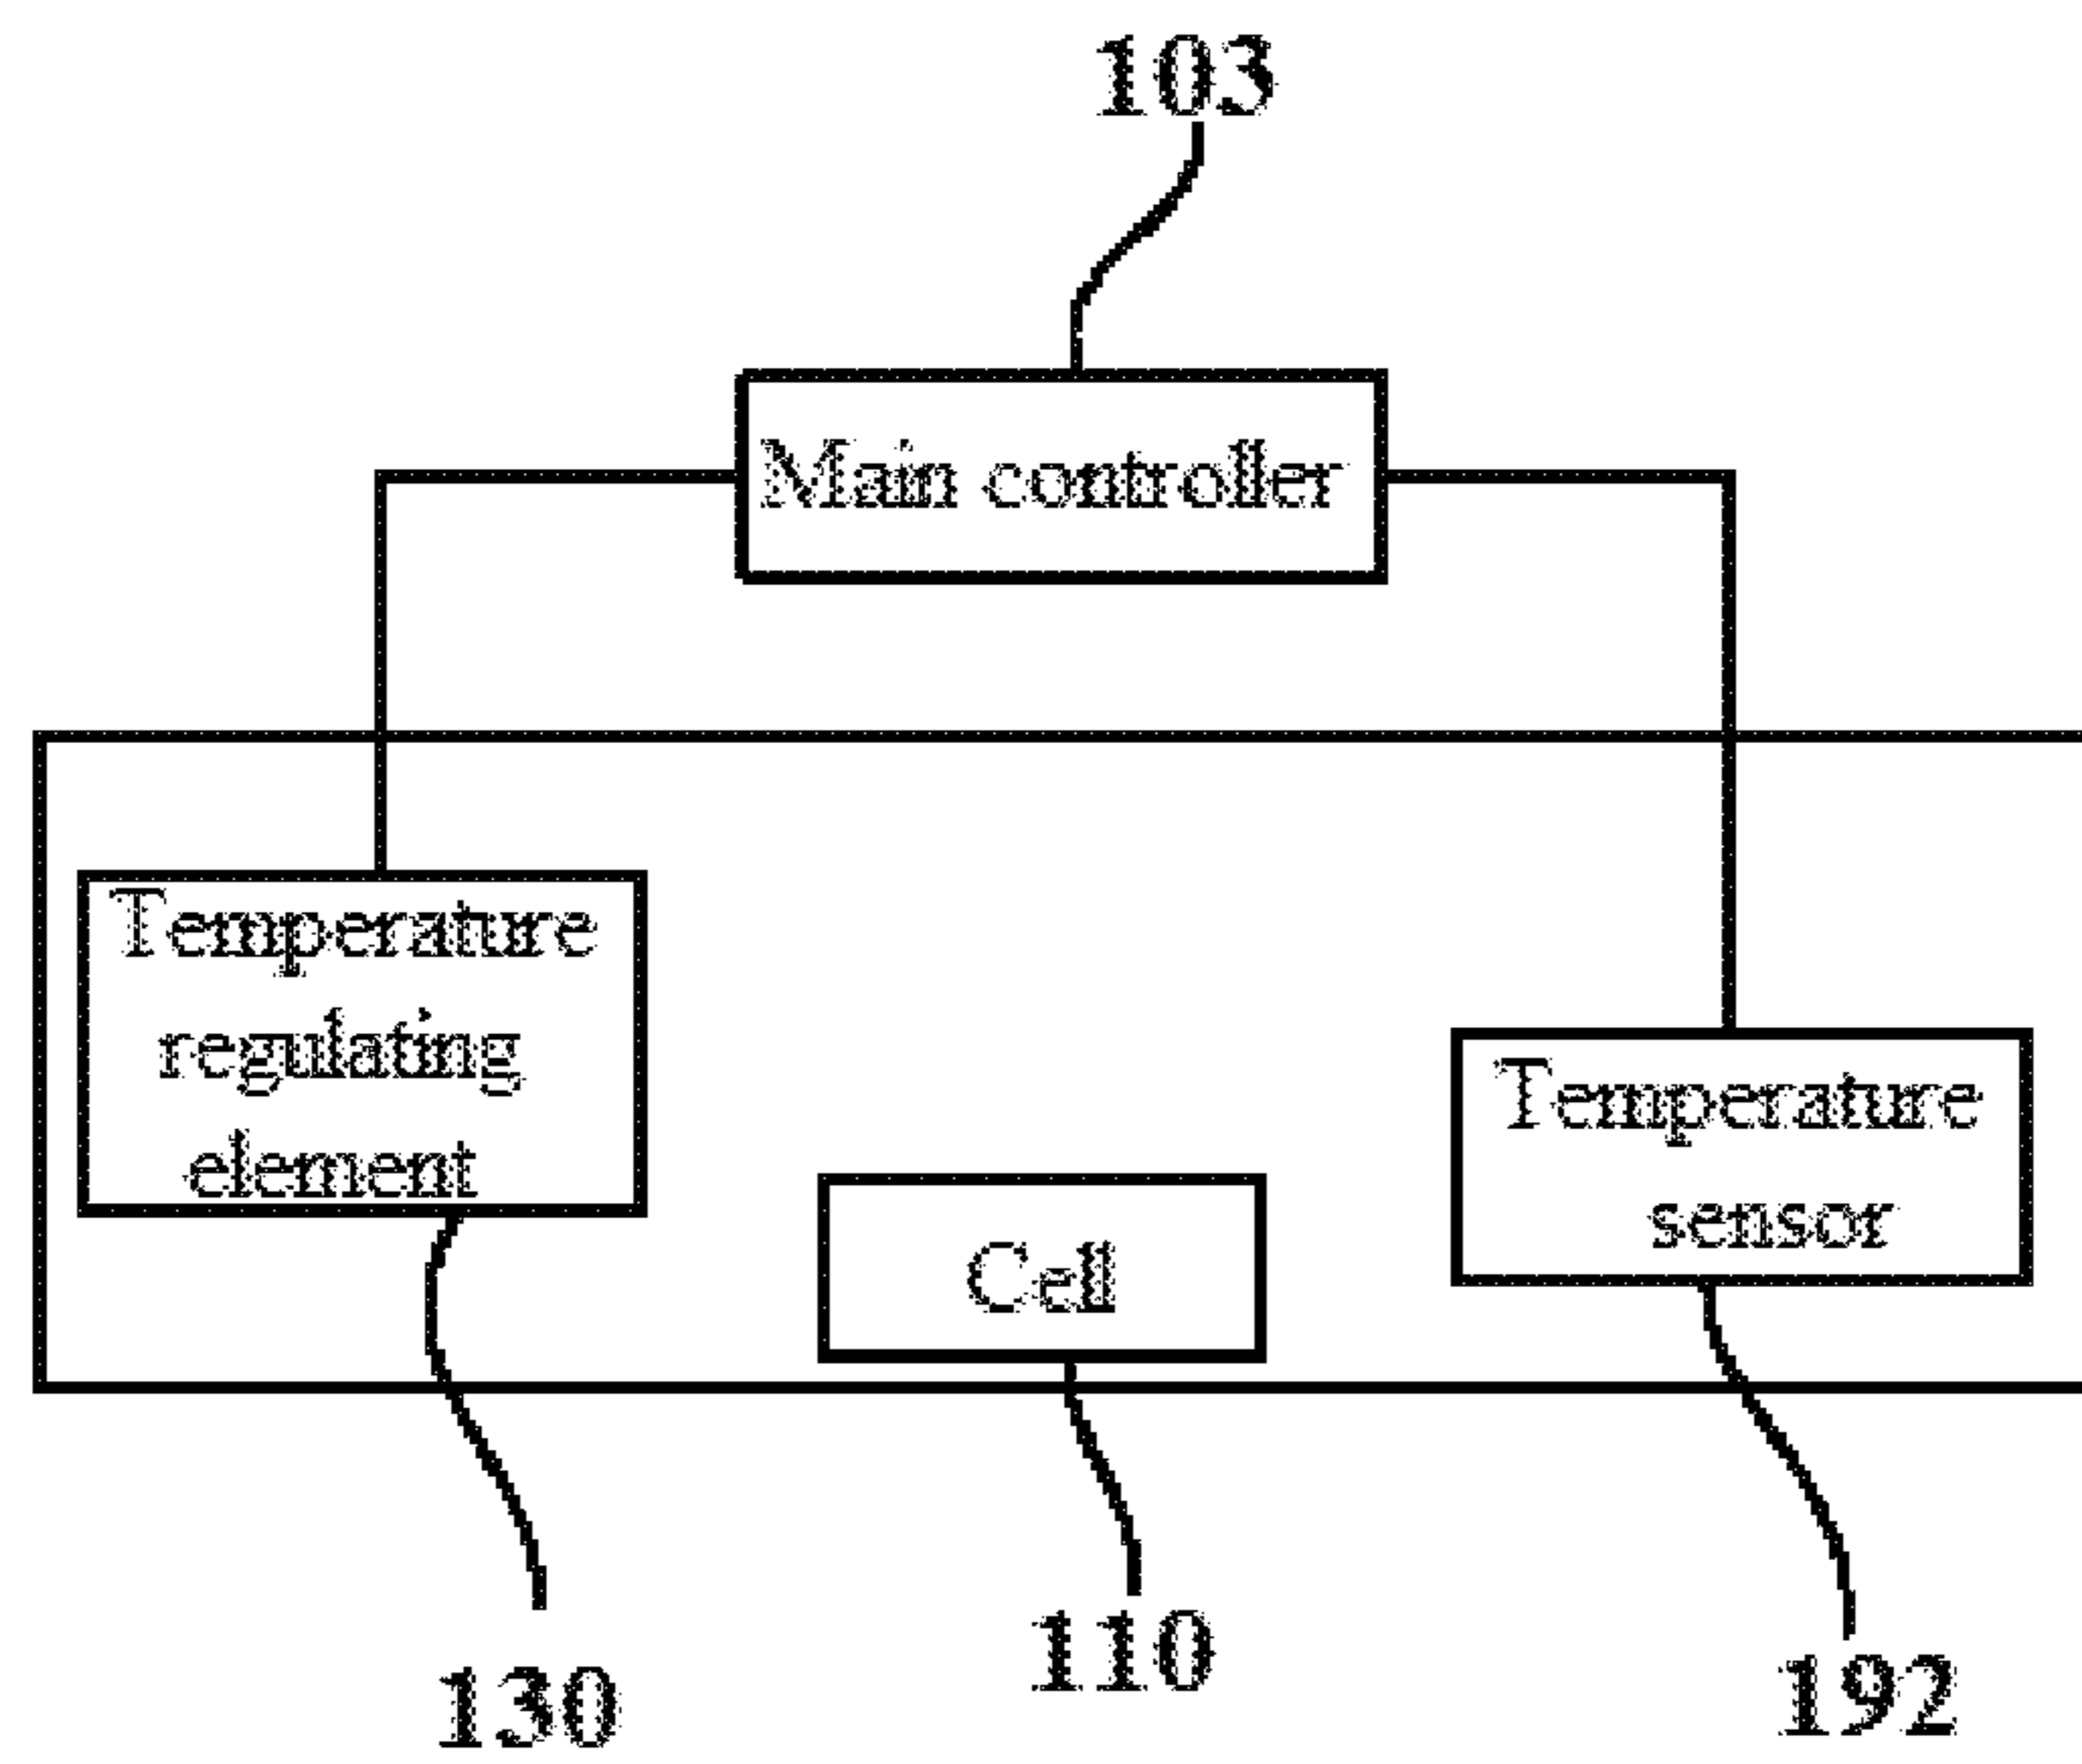 103
Main controller
Temperature
regulating
element
Temperature
sensor
Cell
130
110
192